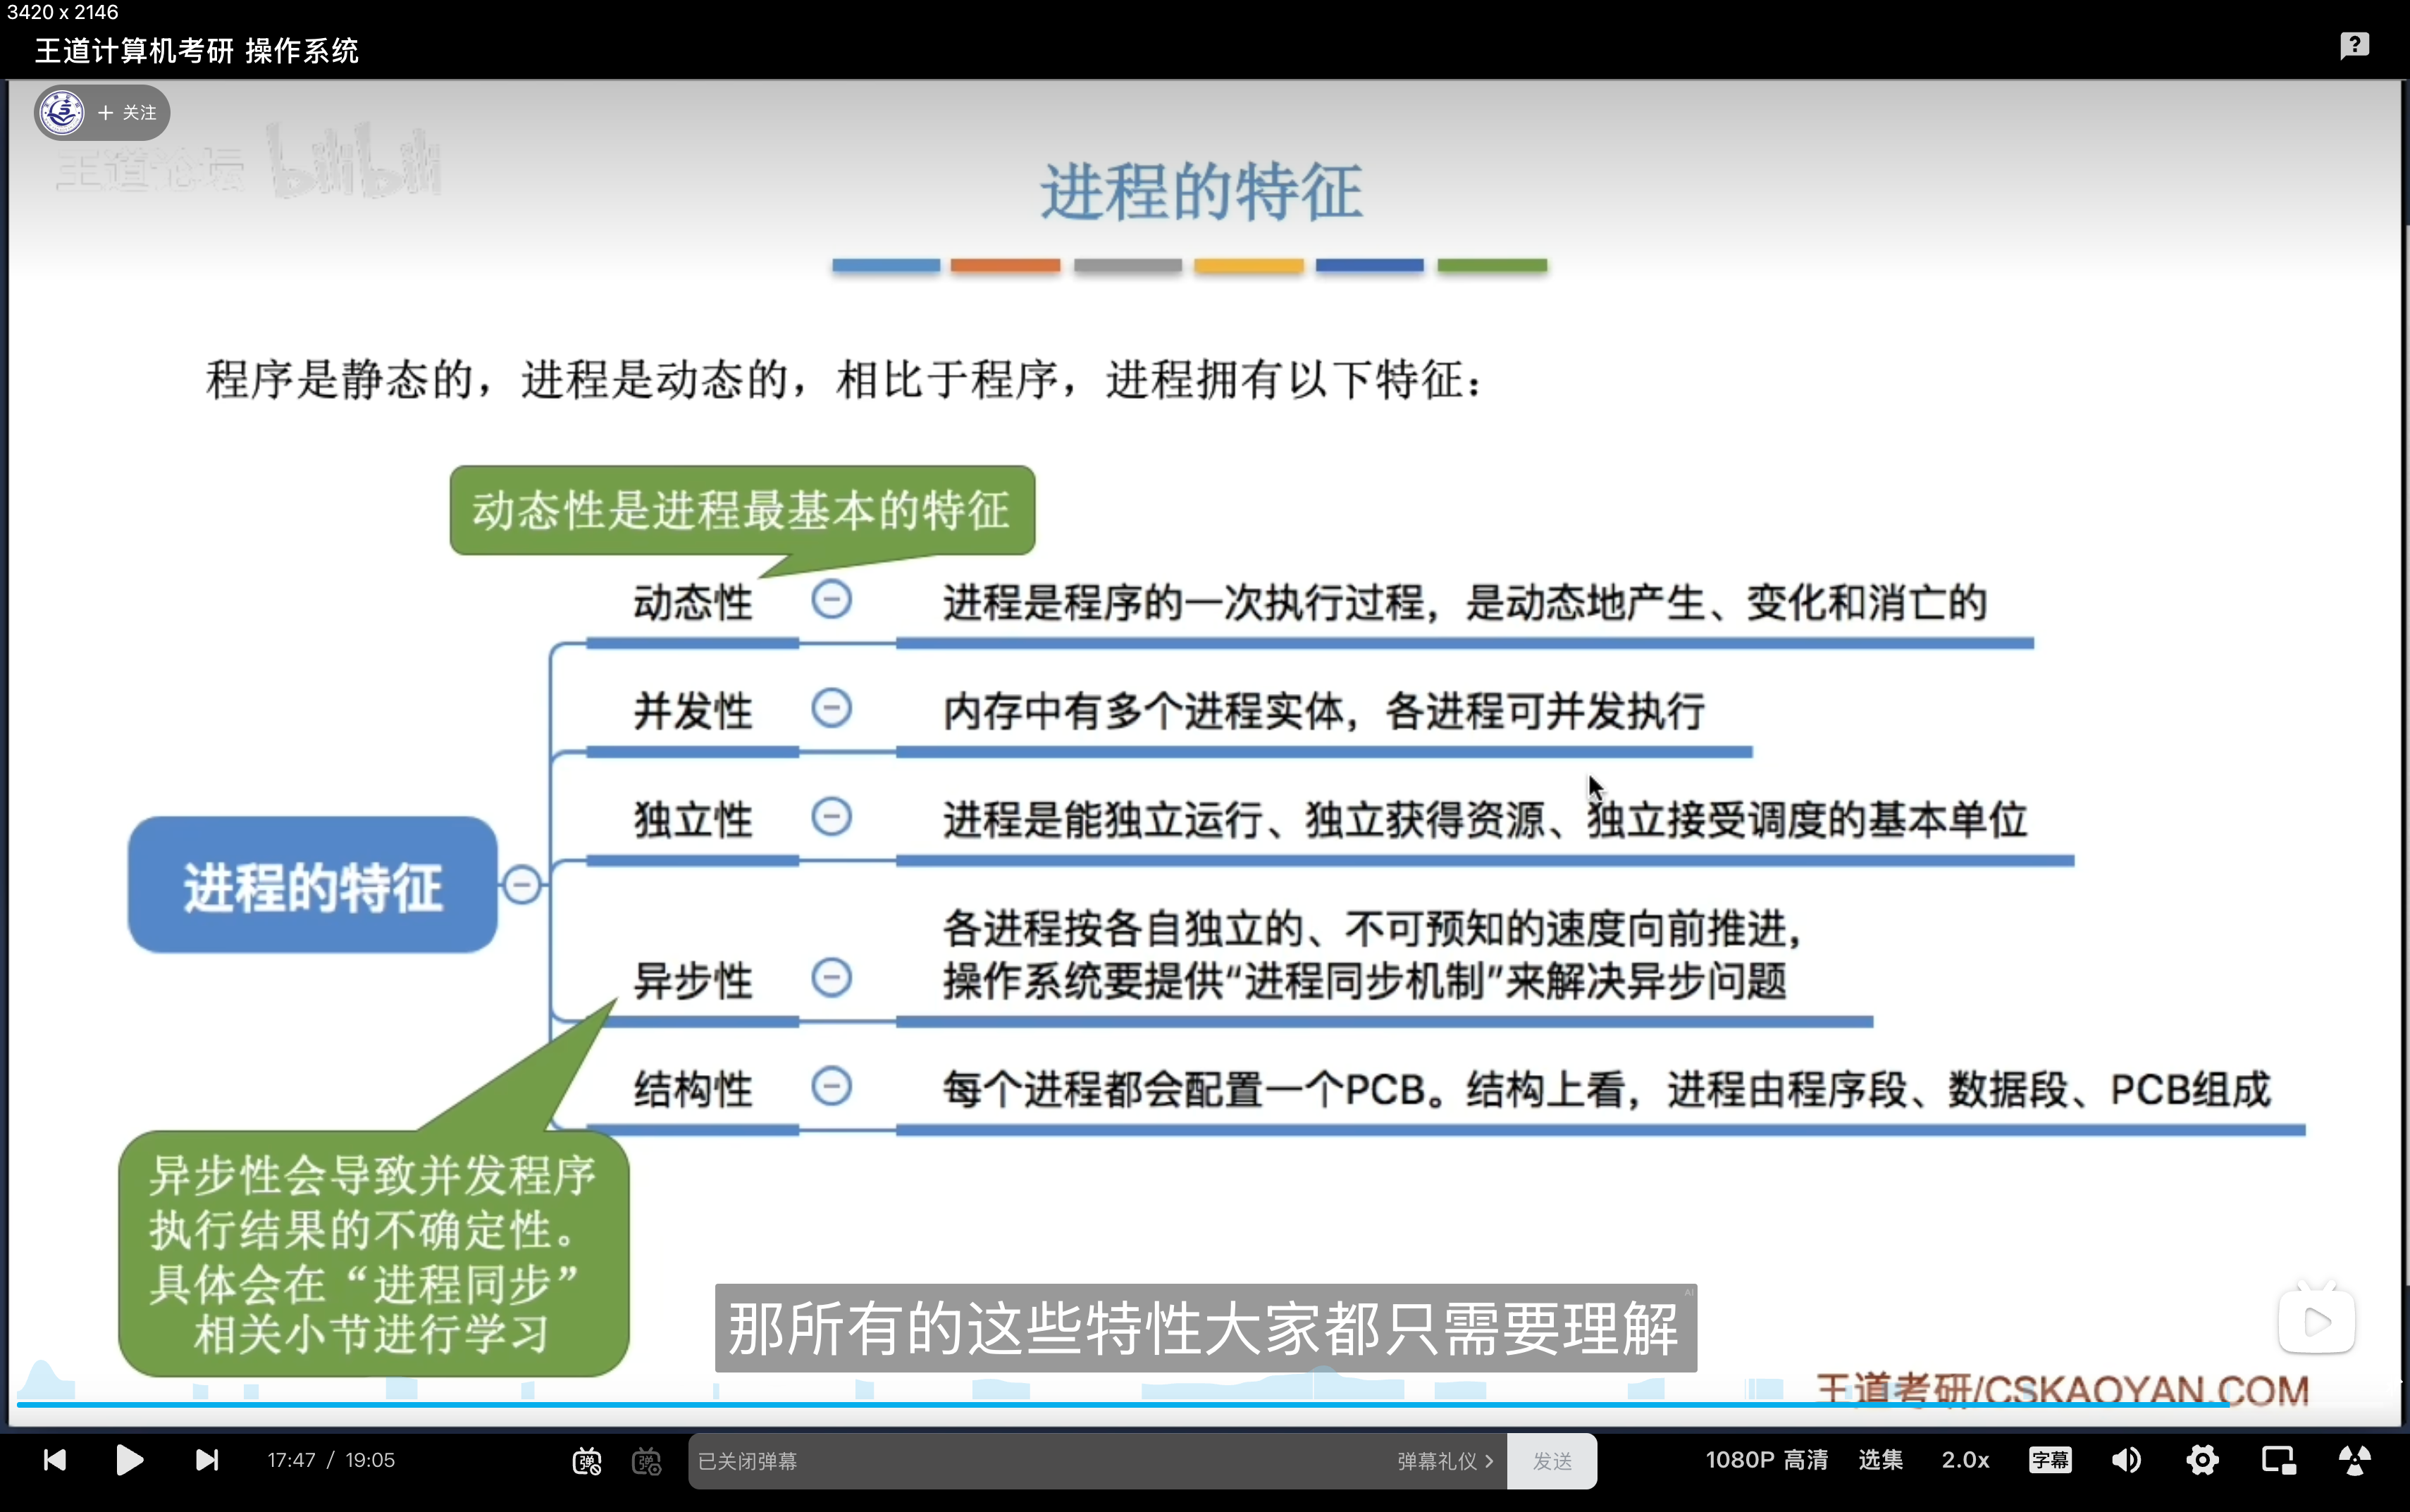 3420 x 2146
王道计算机考研 操作系统
+ 关注
王道论坛 bilibili
进程的特征
程序是静态的，进程是动态的，相比于程序，进程拥有以下特征：
动态性是进程最基本的特征
动态性 进程是程序的一次执行过程，是动态地产生、变化和消亡的
并发性 内存中有多个进程实体，各进程可并发执行
独立性 进程是能独立运行、独立获得资源、独立接受调度的基本单位
进程的特征
各进程按各自独立的、不可预知的速度向前推进，
异步性 操作系统要提供“进程同步机制”来解决异步问题
结构性 每个进程都会配置一个PCB。结构上看，进程由程序段、数据段、PCB组成
异步性会导致并发程序
执行结果的不确定性。
具体会在“进程同步”
相关小节进行学习
AI
那所有的这些特性大家都只需要理解
王道考研/CSKAOYAN.COM
17:47 / 19:05
弹
弹
已关闭弹幕
弹幕礼仪 >
发送
1080P 高清
选集
2.0x
字幕